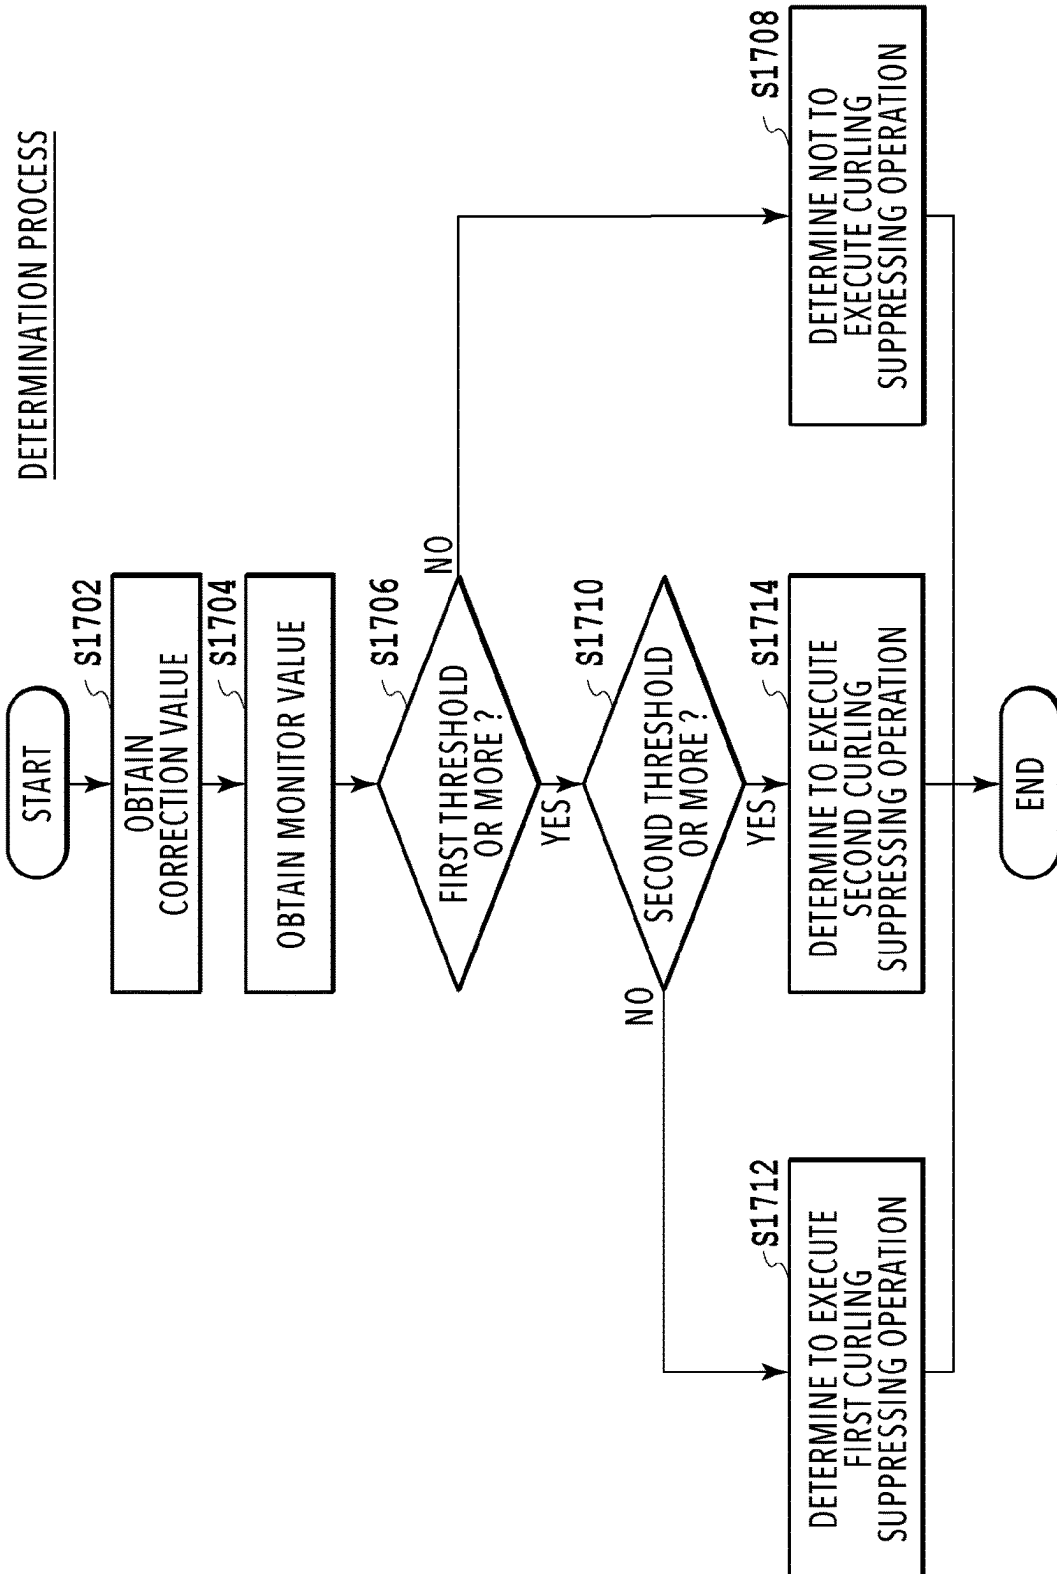 DETERMINATION PROCESS
START
S1702
OBTAIN
CORRECTION VALUE
S1704
OBTAIN MONITOR VALUE
S1706
FIRST THRESHOLD
OR MORE ?
NO
YES
S1710
SECOND THRESHOLD
OR MORE ?
NO
YES
S1712
DETERMINE TO EXECUTE
FIRST CURLING
SUPPRESSING OPERATION
S1714
DETERMINE TO EXECUTE
SECOND CURLING
SUPPRESSING OPERATION
S1708
DETERMINE NOT TO
EXECUTE CURLING
SUPPRESSING OPERATION
END